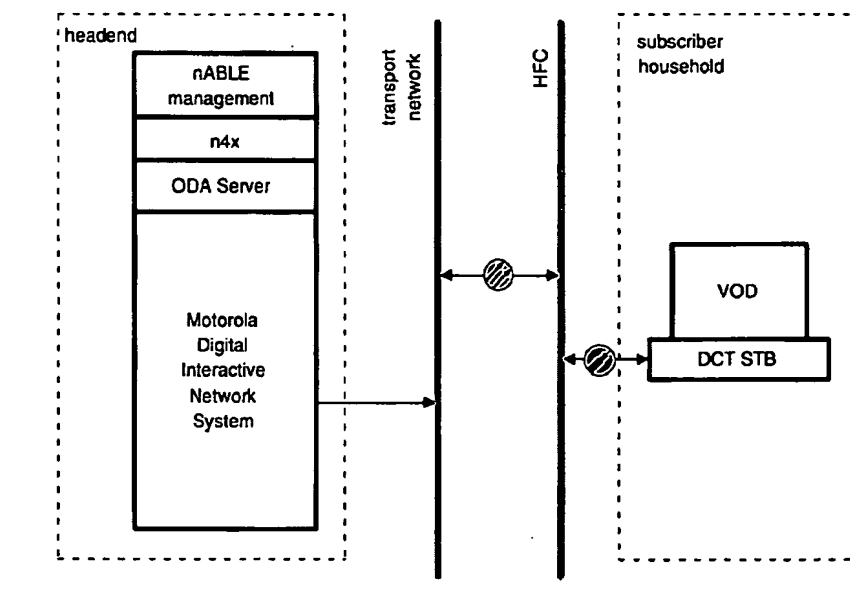 headend
nABLE
management
n4x
ODA Server
Motorola
Digital
Interactive
Network
System
transport
network
HFC
subscriber
household
VOD
DCT STB